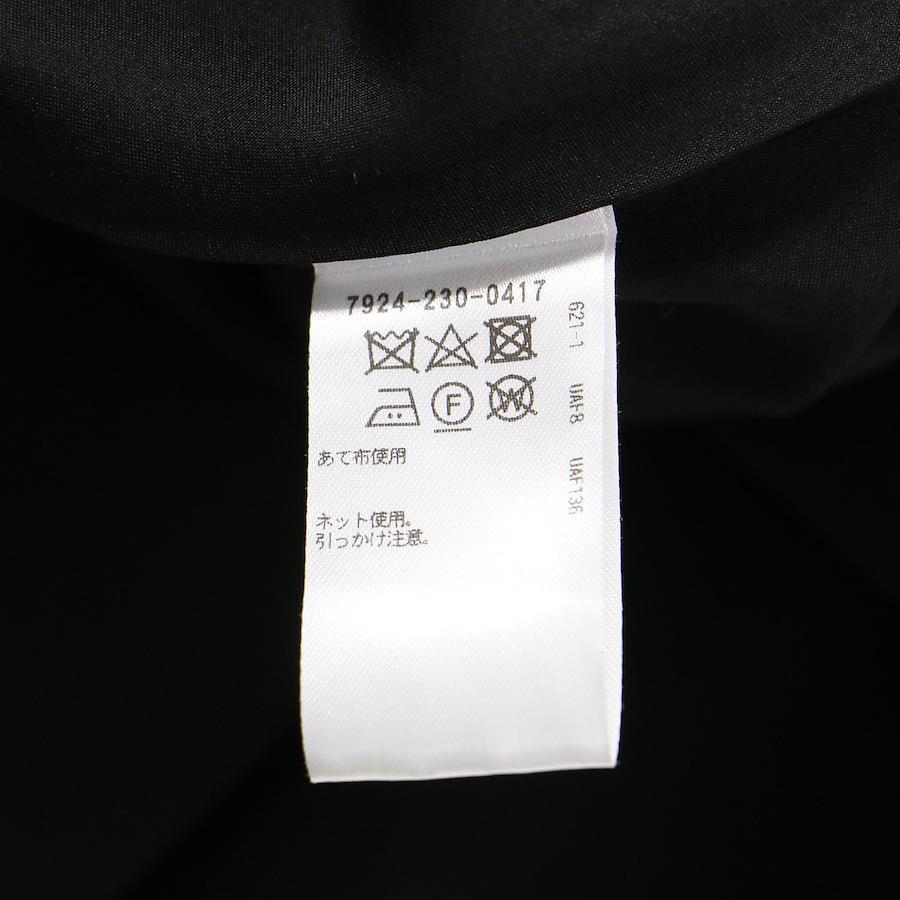 7924-230-0417
F
W
あて布使用
ネット使用。
引っかけ注意。
621-1 UAH8 UAF136